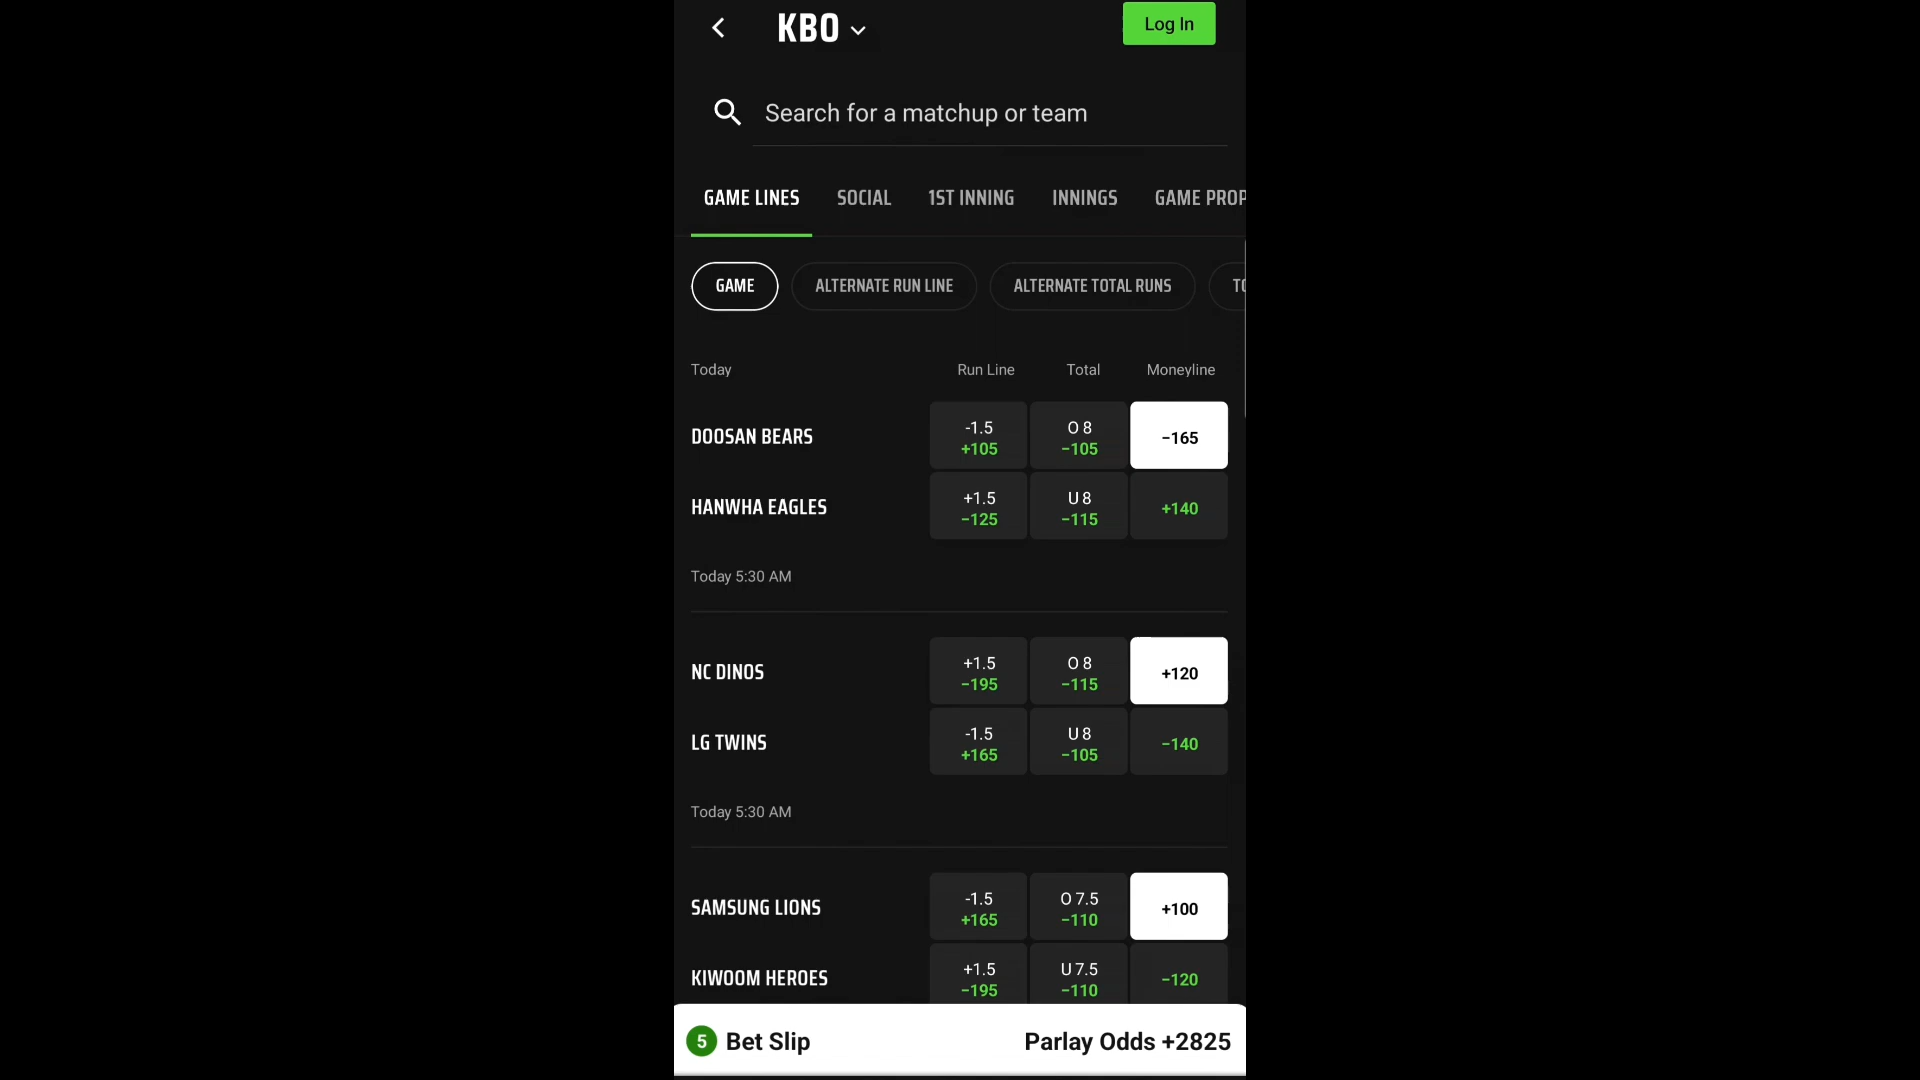 KBO
Log In
Search for a matchup or team
GAME LINES SOCIAL 1ST INNING INNINGS GAME PROP
GAME ALTERNATE RUN LINE ALTERNATE TOTAL RUNS TO
Today Run Line Total Moneyline
DOOSAN BEARS
-1.5
+105
O 8
−105
−165
HANWHA EAGLES
+1.5
−125
U 8
−115
+140
Today 5:30 AM
NC DINOS
+1.5
−195
O 8
−115
+120
LG TWINS
-1.5
+165
U 8
−105
−140
Today 5:30 AM
SAMSUNG LIONS
-1.5
+165
O 7.5
−110
+100
KIWOOM HEROES
+1.5
−195
U 7.5
−110
−120
5 Bet Slip Parlay Odds +2825